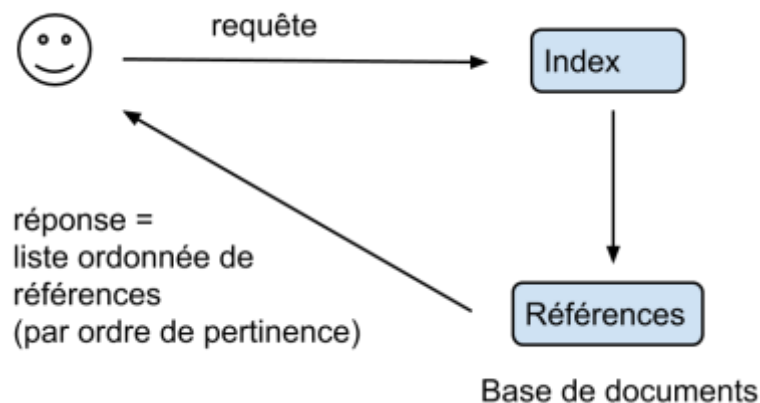 requête
Index
réponse =
liste ordonnée de
références
(par ordre de pertinence)
Références
Base de documents